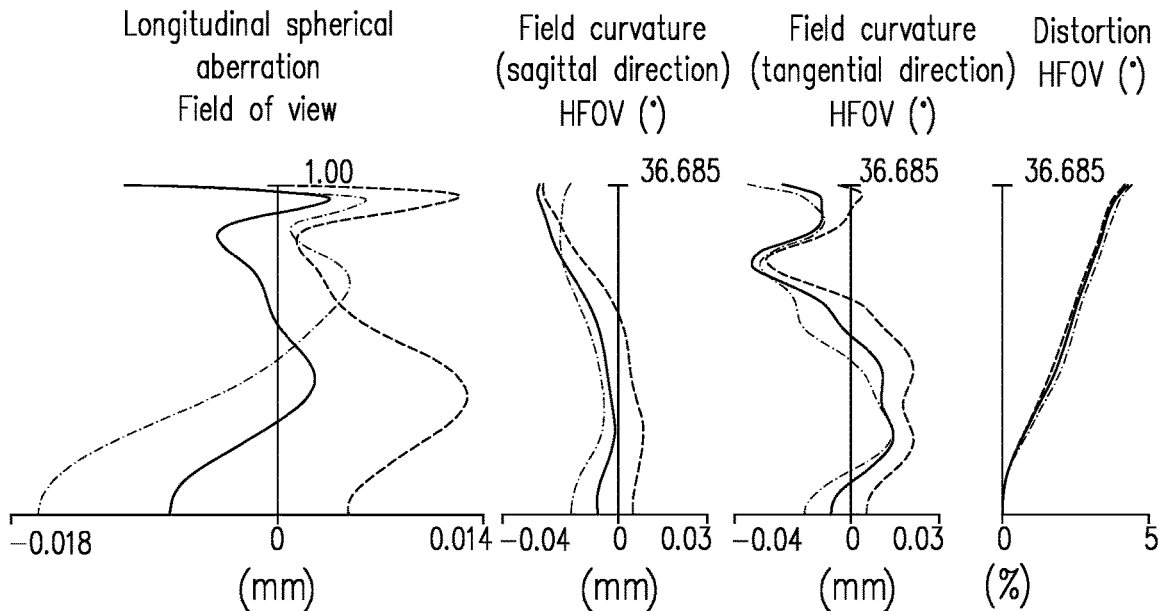 Longitudinal spherical
aberration
Field of view
1.00
−0.018 0 0.014
(mm)
Field curvature
(sagittal direction)
HFOV (°)
36.685
−0.04 0 0.03
(mm)
Field curvature
(tangential direction)
HFOV (°)
36.685
−0.04 0 0.03
(mm)
Distortion
HFOV (°)
36.685
0 5
(%)